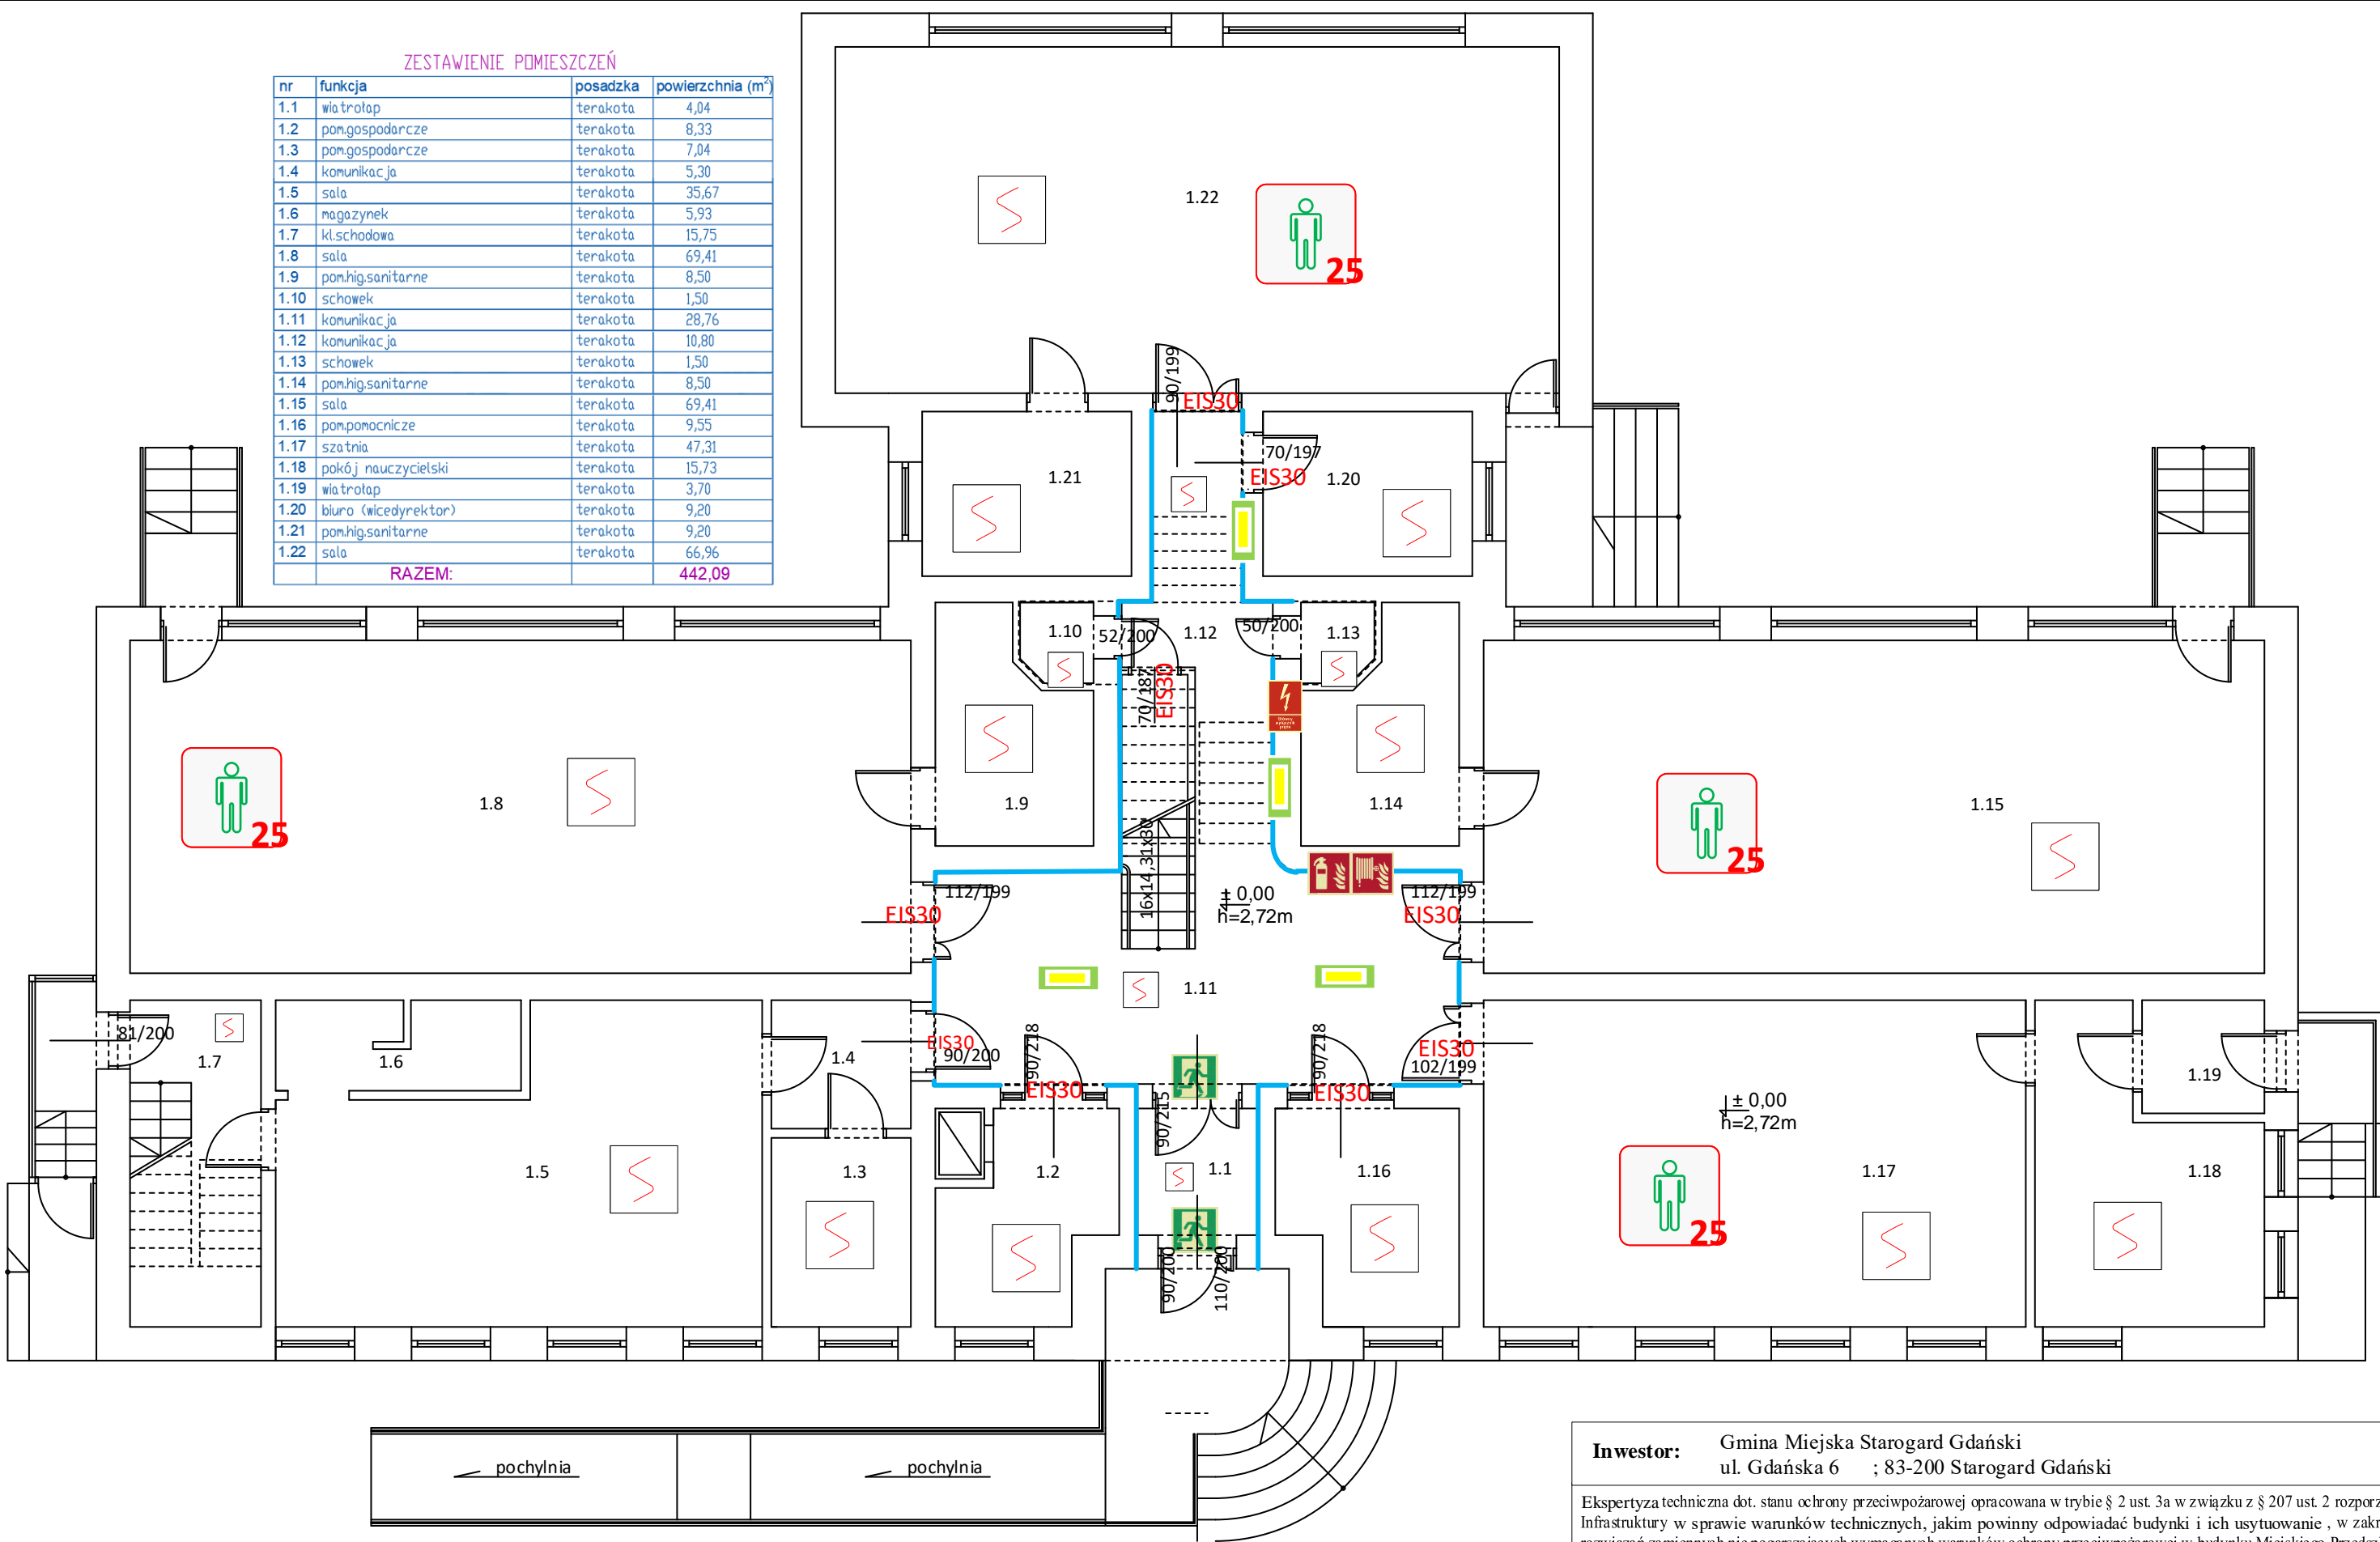 ZESTAWIENIE POMIESZCZEŃ
nr funkcja posadzka powierzchnia (m²)
1.1 wiatrołap terakota 4,04
1.2 pom.gospodarcze terakota 8,33
1.3 pom.gospodarcze terakota 7,04
1.4 komunikacja terakota 5,30
1.5 sala terakota 35,67
1.6 magazynek terakota 5,93
1.7 kl.schodowa terakota 15,75
1.8 sala terakota 69,41
1.9 pom.hig.sanitarne terakota 8,50
1.10 schowek terakota 1,50
1.11 komunikacja terakota 28,76
1.12 komunikacja terakota 10,80
1.13 schowek terakota 1,50
1.14 pom.hig.sanitarne terakota 8,50
1.15 sala terakota 69,41
1.16 pom.pomocnicze terakota 9,55
1.17 szatnia terakota 47,31
1.18 pokój nauczycielski terakota 15,73
1.19 wiatrołap terakota 3,70
1.20 biuro (wicedyrektor) terakota 9,20
1.21 pom.hig.sanitarne terakota 9,20
1.22 sala terakota 66,96
RAZEM: 442,09
1.22
25
90/199
EIS30
70/197
EIS30
1.21
1.20
1.10
52/200
1.12
50/200
1.13
70/187
EIS30
1.8
25
1.9
1.14
25
1.15
16x14,31x30
112/199
EIS30
± 0,00
h=2,72m
112/199
EIS30
1.11
81/200
1.7
1.6
1.4
EIS30
90/200
90/218
EIS30
90/218
EIS30
EIS30
102/199
1.19
± 0,00
h=2,72m
90/215
1.5
1.3
1.2
1.1
1.16
25
1.17
1.18
90/200
110/200
pochylnia
pochylnia
Inwestor:
Gmina Miejska Starogard Gdański
ul. Gdańska 6 ; 83-200 Starogard Gdański
Ekspertyza techniczna dot. stanu ochrony przeciwpożarowej opracowana w trybie § 2 ust. 3a w związku z § 207 ust. 2 rozporz
Infrastruktury w sprawie warunków technicznych, jakim powinny odpowiadać budynki i ich usytuowanie , w zakr